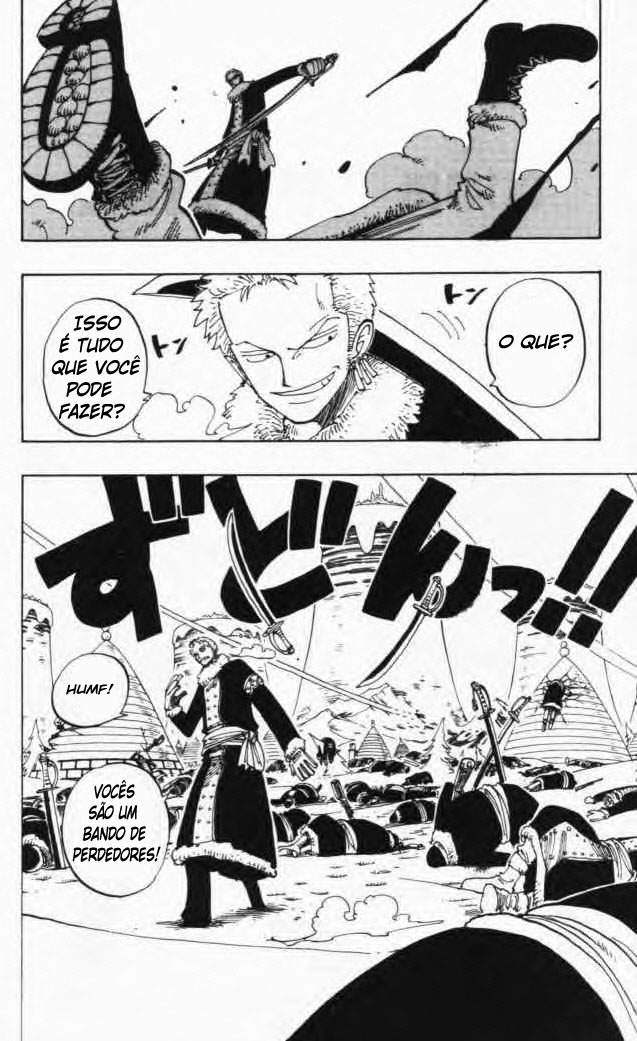 O QUE?
トン
ISSO
É TUDO
QUE VOCÊ
PODE
FAZER?
トン
ずどんっ!!
HUMF!
VOCÊS
SÃO UM
BANDO DE
PERDEDORES!